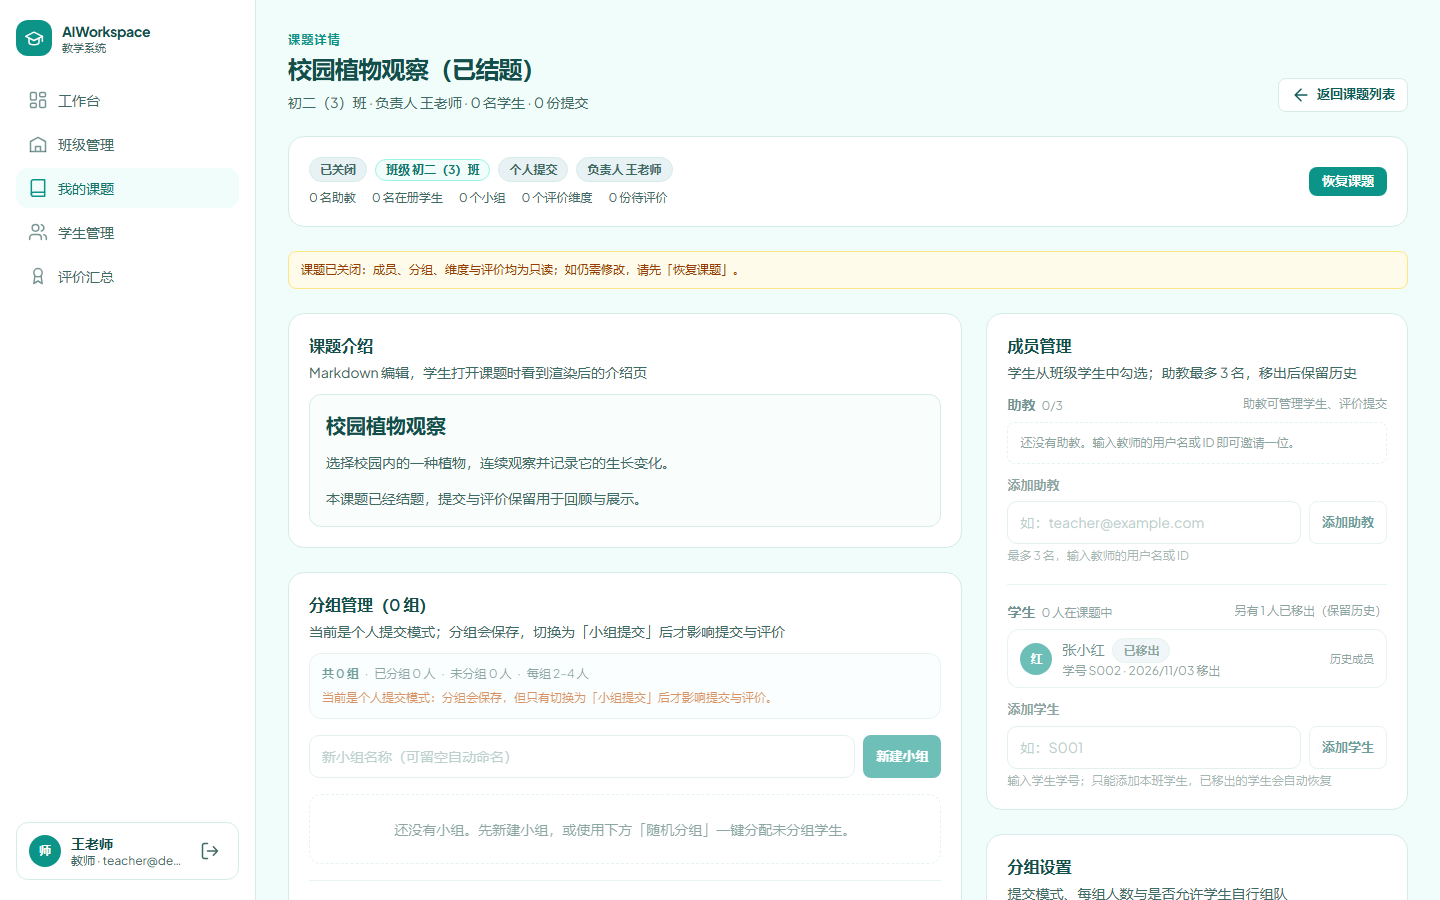 AIWorkspace
教学系统
工作台
班级管理
我的课题
学生管理
评价汇总
师
王老师
教师 · teacher@de...
课题详情
校园植物观察（已结题）
初二（3）班 · 负责人 王老师 · 0 名学生 · 0 份提交
返回课题列表
已关闭
班级 初二（3）班
个人提交
负责人 王老师
0 名助教
0 名在册学生
0 个小组
0 个评价维度
0 份待评价
恢复课题
课题已关闭：成员、分组、维度与评价均为只读；如仍需修改，请先「恢复课题」。
课题介绍
Markdown 编辑，学生打开课题时看到渲染后的介绍页
校园植物观察
选择校园内的一种植物，连续观察并记录它的生长变化。
本课题已经结题，提交与评价保留用于回顾与展示。
分组管理（0 组）
当前是个人提交模式；分组会保存，切换为「小组提交」后才影响提交与评价
共 0 组 · 已分组 0 人 · 未分组 0 人 · 每组 2-4 人
当前是个人提交模式：分组会保存，但只有切换为「小组提交」后才影响提交与评价。
新小组名称（可留空自动命名）
新建小组
还没有小组。先新建小组，或使用下方「随机分组」一键分配未分组学生。
成员管理
学生从班级学生中勾选；助教最多 3 名，移出后保留历史
助教 0/3
助教可管理学生、评价提交
还没有助教。输入教师的用户名或 ID 即可邀请一位。
添加助教
如：teacher@example.com
添加助教
最多 3 名，输入教师的用户名或 ID
学生 0 人在课题中
另有 1 人已移出（保留历史）
红
张小红
已移出
学号 S002 · 2026/11/03 移出
历史成员
添加学生
如：S001
添加学生
输入学生学号；只能添加本班学生，已移出的学生会自动恢复
分组设置
提交模式、每组人数与是否允许学生自行组队